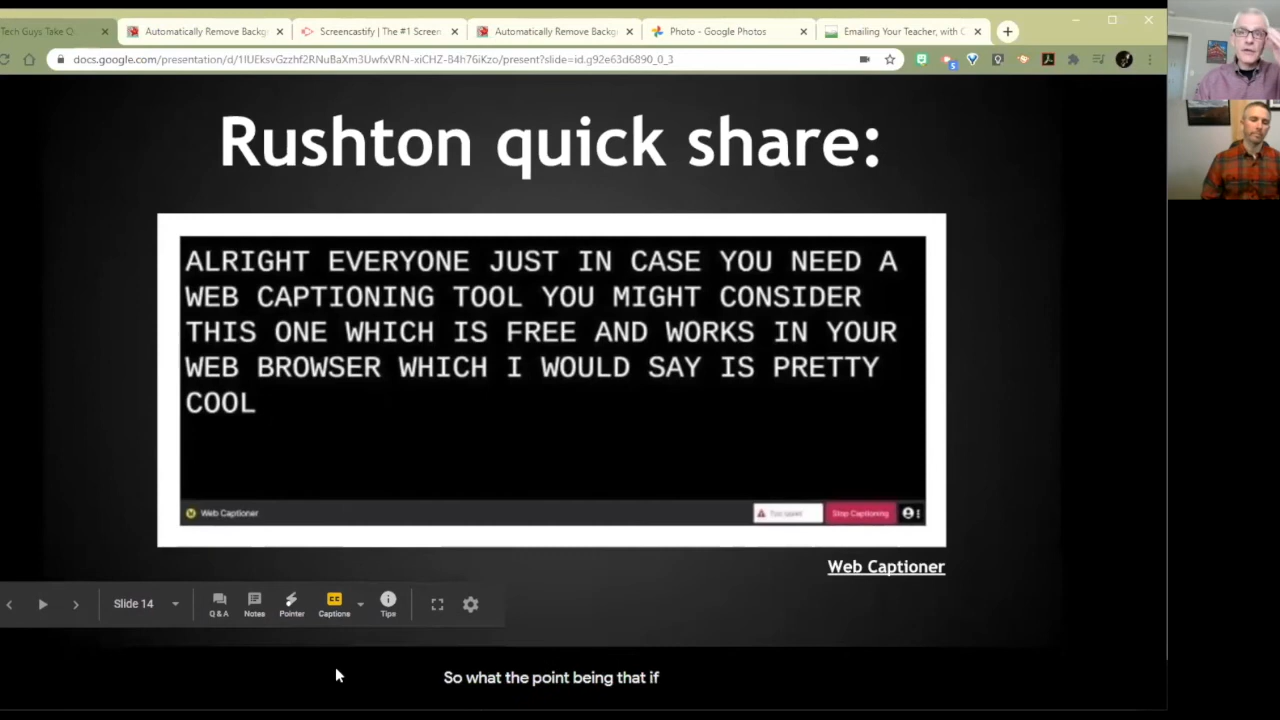 Tech Guys Take Q
Automatically Remove Backg
Screencastify | The #1 Screen
Automatically Remove Backg
Photo - Google Photos
Emailing Your Teacher, with C
docs.google.com/presentation/d/1IUEksvGzzhf2RNuBaXm3UwfxVRN-xiCHZ-B4h76iKzo/present?slide=id.g92e63d6890_0_3
5
Rushton quick share:
ALRIGHT EVERYONE JUST IN CASE YOU NEED A
WEB CAPTIONING TOOL YOU MIGHT CONSIDER
THIS ONE WHICH IS FREE AND WORKS IN YOUR
WEB BROWSER WHICH I WOULD SAY IS PRETTY
COOL
Web Captioner
Stop Captioning
Web Captioner
Slide 14
Q & A
Notes
Pointer
CC
Captions
Tips
So what the point being that if